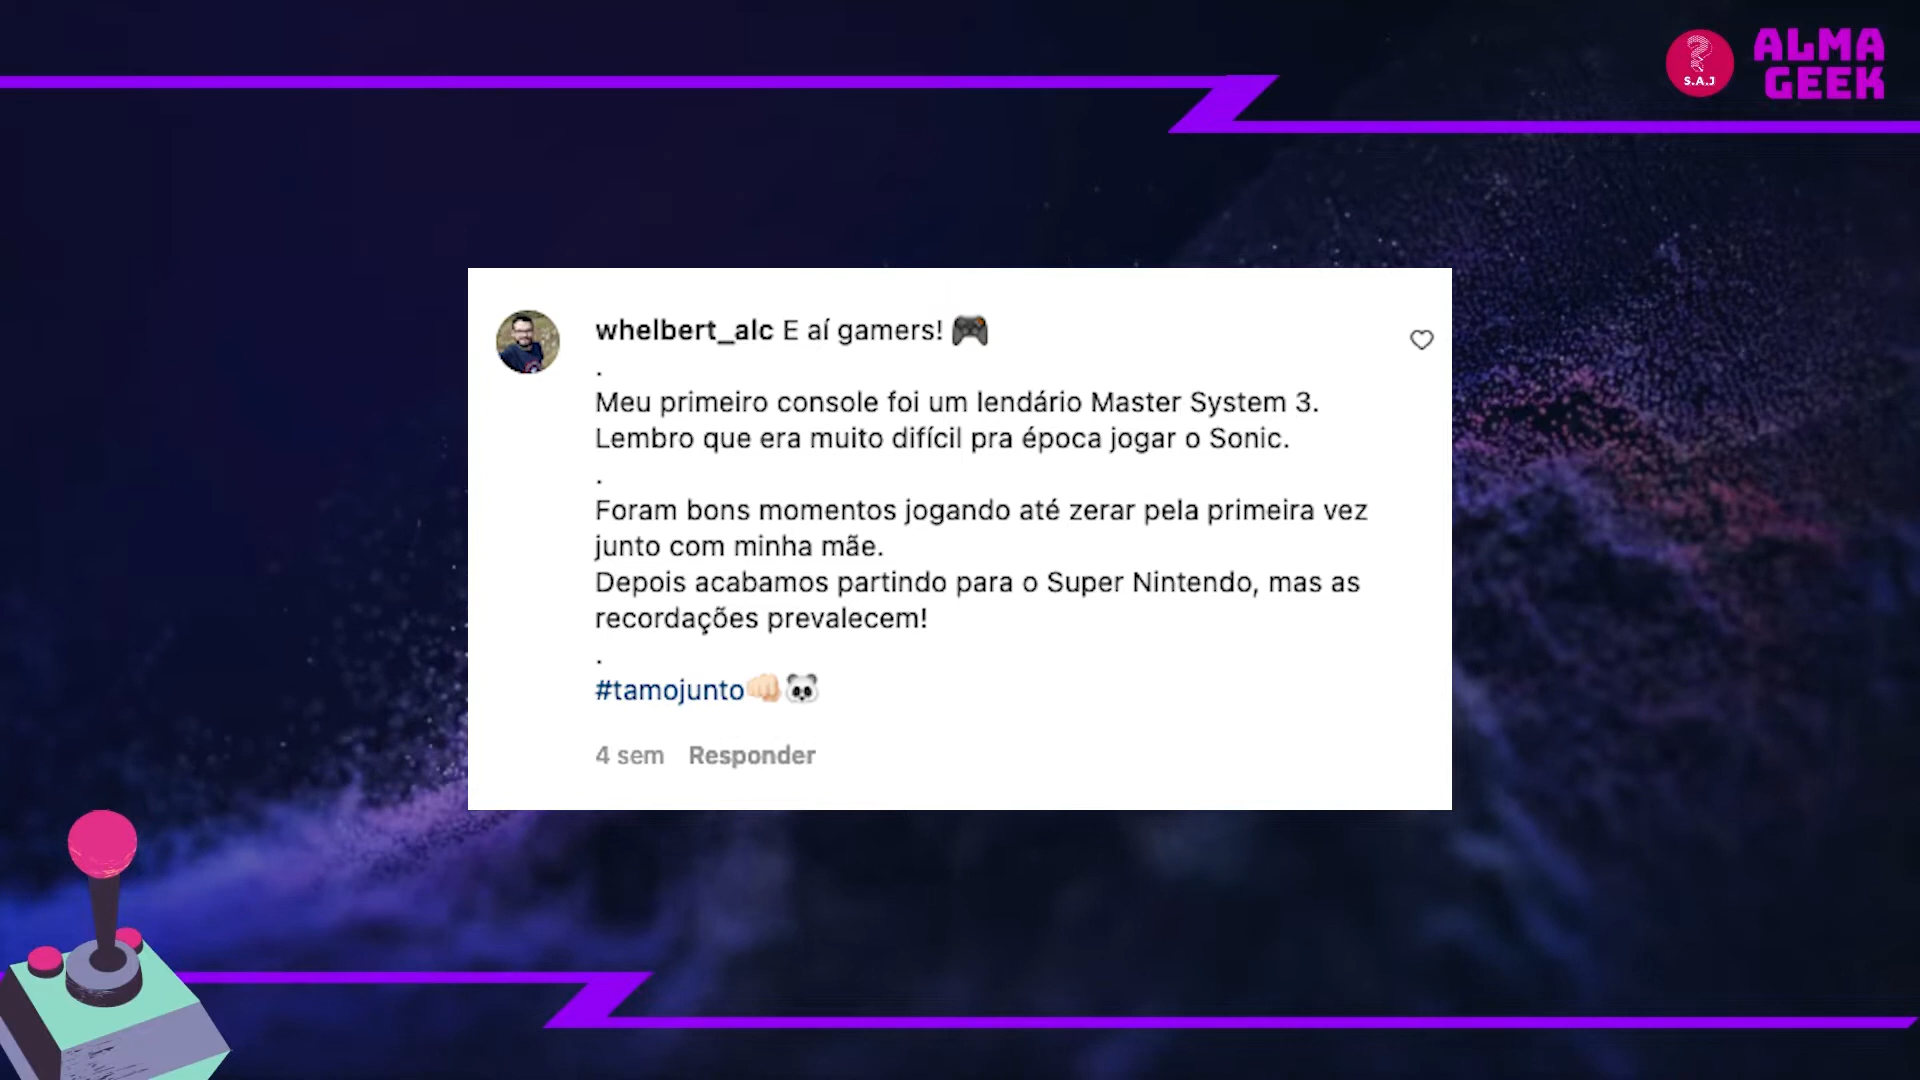 S.A.J
ALMA
GEEK
whelbert_alc E aí gamers! 🎮
.
Meu primeiro console foi um lendário Master System 3.
Lembro que era muito difícil pra época jogar o Sonic.
.
Foram bons momentos jogando até zerar pela primeira vez
junto com minha mãe.
Depois acabamos partindo para o Super Nintendo, mas as
recordações prevalecem!
.
#tamojunto👊🏻🐼
4 sem Responder